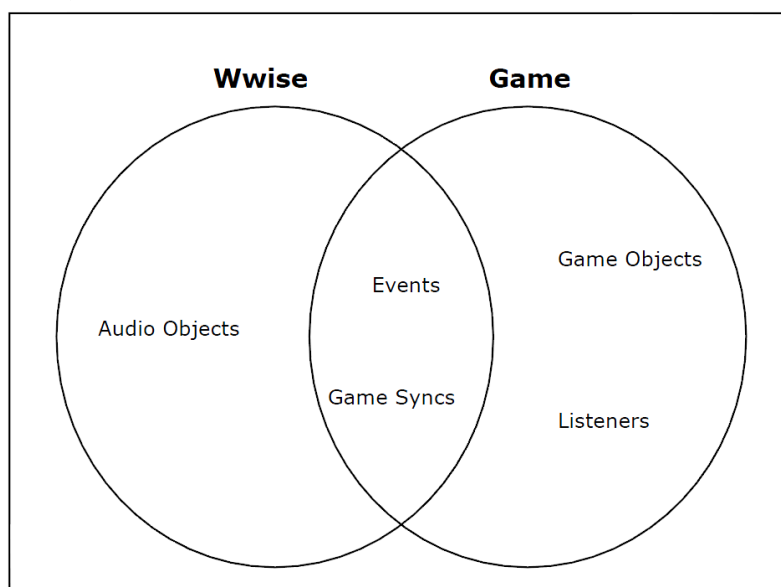 Wwise
Game
Game Objects
Events
Audio Objects
Game Syncs
Listeners